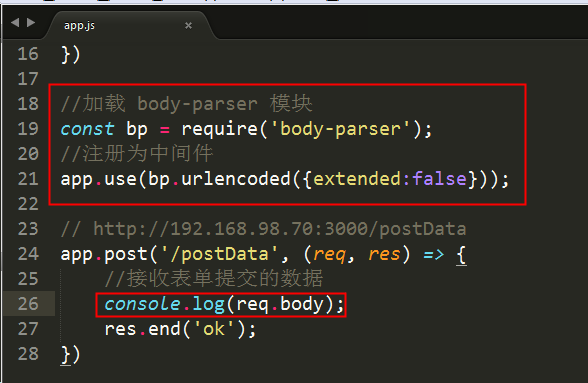 app.js ×
16 })
17
18 //加载 body-parser 模块
19 const bp = require('body-parser');
20 //注册为中间件
21 app.use(bp.urlencoded({extended:false}));
22
23 // http://192.168.98.70:3000/postData
24 app.post('/postData', (req, res) => {
25 //接收表单提交的数据
26 console.log(req.body);
27 res.end('ok');
28 })